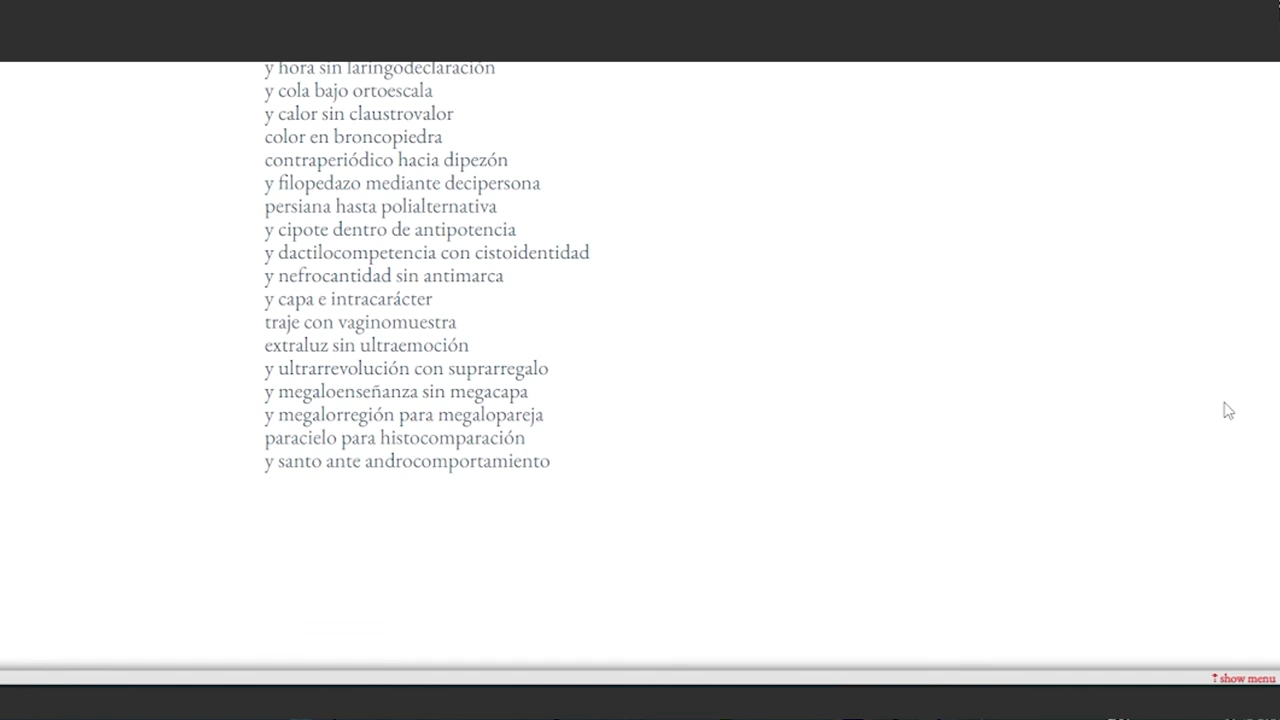 y hora sin laringodeclaración
y cola bajo ortoescala
y calor sin claustrovalor
color en broncopiedra
contraperiódico hacia dipezón
y filopedazo mediante decipersona
persiana hasta polialternativa
y cipote dentro de antipotencia
y dactilocompetencia con cistoidentidad
y nefrocantidad sin antimarca
y capa e intracarácter
traje con vaginomuestra
extraluz sin ultraemoción
y ultrarrevolución con suprarregalo
y megaloenseñanza sin megacapa
y megalorregión para megalopareja
paracielo para histocomparación
y santo ante androcomportamiento
↑ show menu